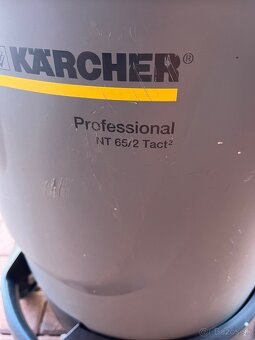 KÄRCHER®
Professional
NT 65/2 Tact²